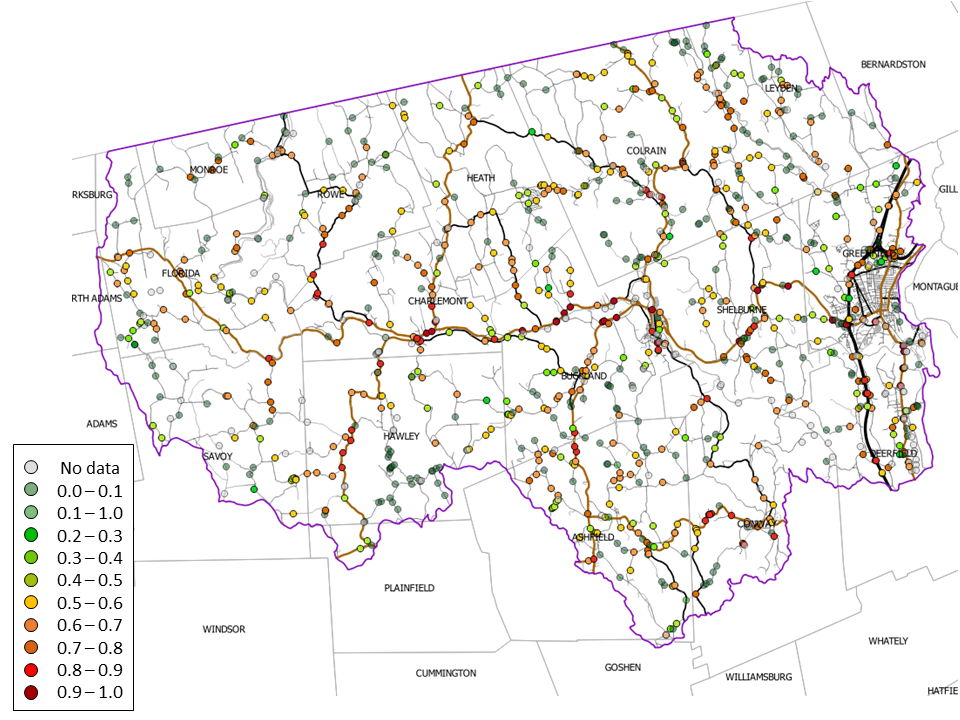 BERNARDSTON
LEYDEN
COLRAIN
MONROE
HEATH
GILL
RKSBURG
ROWE
GREENFIELD
FLORIDA
MONTAGUE
RTH ADAMS
CHARLEMONT
SHELBURNE
BUCKLAND
ADAMS
HAWLEY
SAVOY
DEERFIELD
No data
0.0 – 0.1
0.1 – 1.0
0.2 – 0.3
0.3 – 0.4
0.4 – 0.5
0.5 – 0.6
0.6 – 0.7
0.7 – 0.8
0.8 – 0.9
0.9 – 1.0
CONWAY
ASHFIELD
PLAINFIELD
WINDSOR
WHATELY
GOSHEN
CUMMINGTON
WILLIAMSBURG
HATFIE